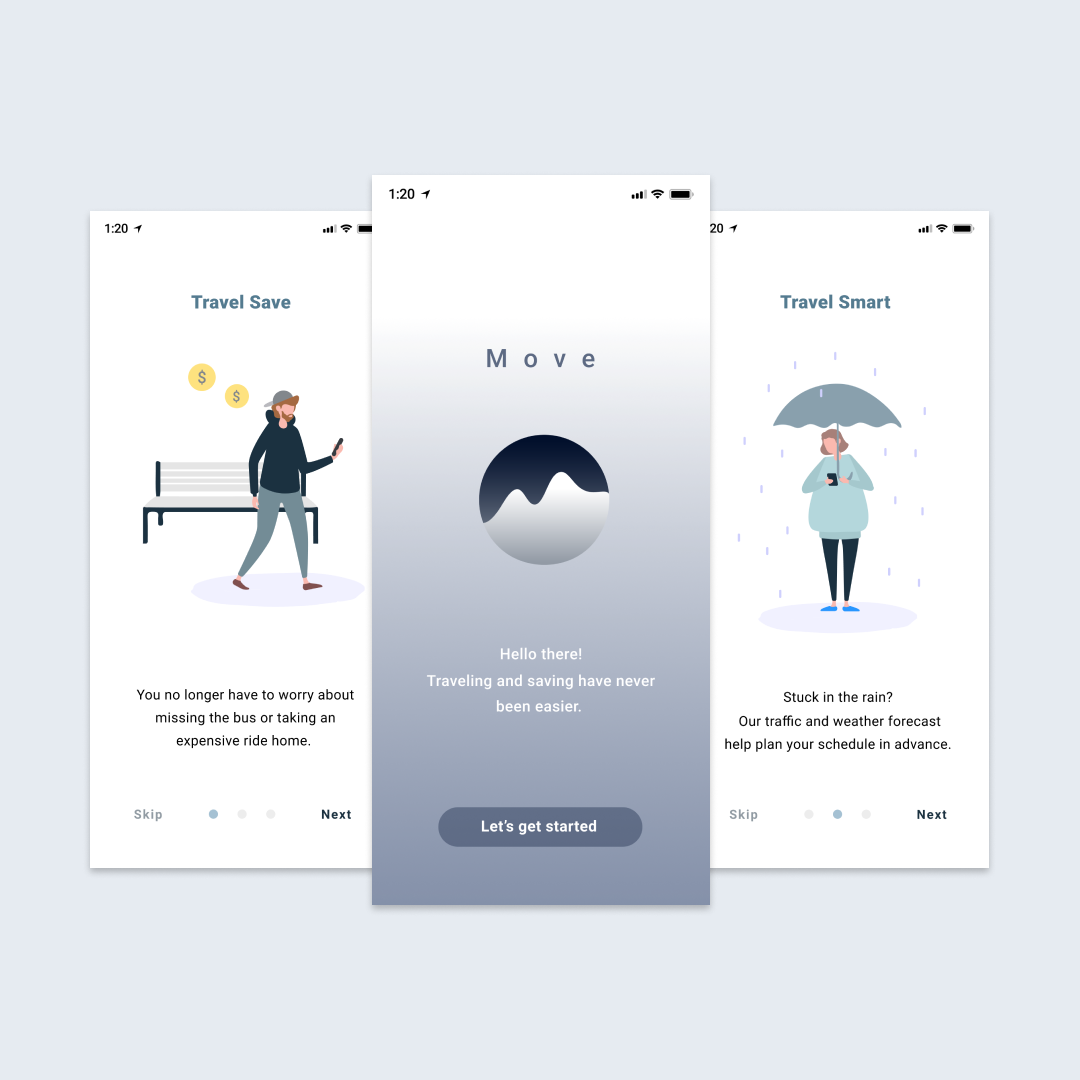 1:20
Travel Save
$
$
You no longer have to worry about
missing the bus or taking an
expensive ride home.
Skip
Next
1:20
M o v e
Hello there!
Traveling and saving have never
been easier.
Let's get started
20
Travel Smart
Stuck in the rain?
Our traffic and weather forecast
help plan your schedule in advance.
Skip
Next